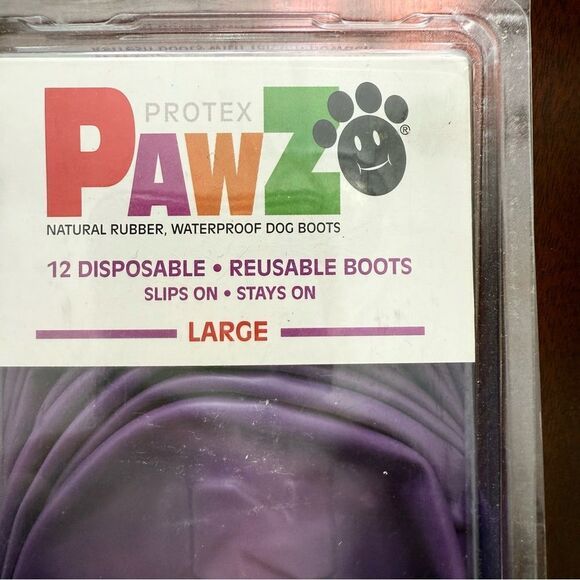 PROTEX
PAWZ®
NATURAL RUBBER, WATERPROOF DOG BOOTS
12 DISPOSABLE • REUSABLE BOOTS
SLIPS ON • STAYS ON
LARGE